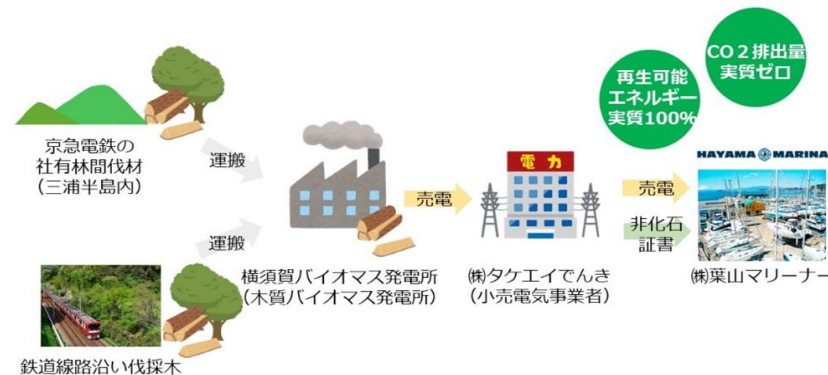 CO2排出量
実質ゼロ
再生可能
エネルギー
実質100%
京急電鉄の
社有林間伐材
（三浦半島内）
運搬
電力
HAYAMA MARINA
売電
売電
非化石
証書
運搬
横須賀バイオマス発電所
（木質バイオマス発電所）
㈱タケエイでんき
（小売電気事業者）
㈱葉山マリーナー
鉄道線路沿い伐採木